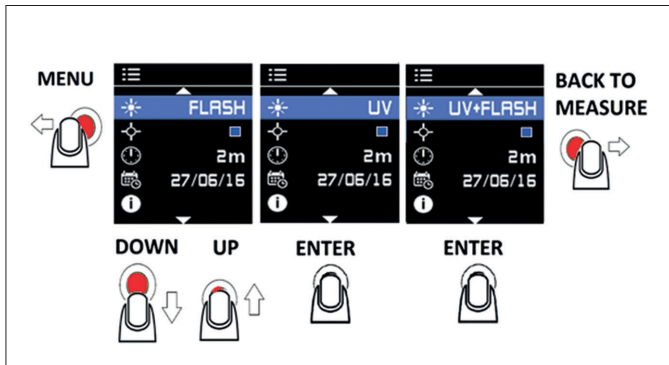 MENU
FLASH
2m
27/06/16
i
UV
2m
27/06/16
UV+FLASH
2m
27/06/16
i
BACK TO
MEASURE
DOWN
UP
ENTER
ENTER